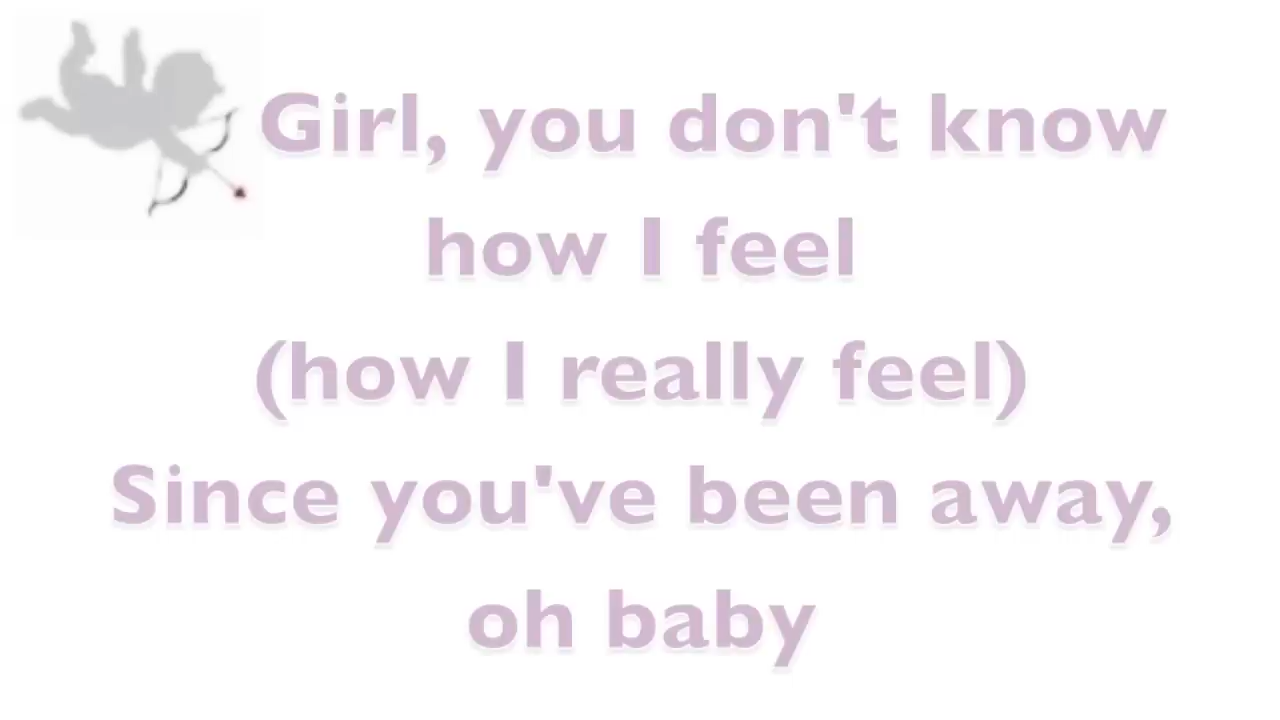 Girl, you don't know
how I feel
(how I really feel)
Since you've been away,
oh baby